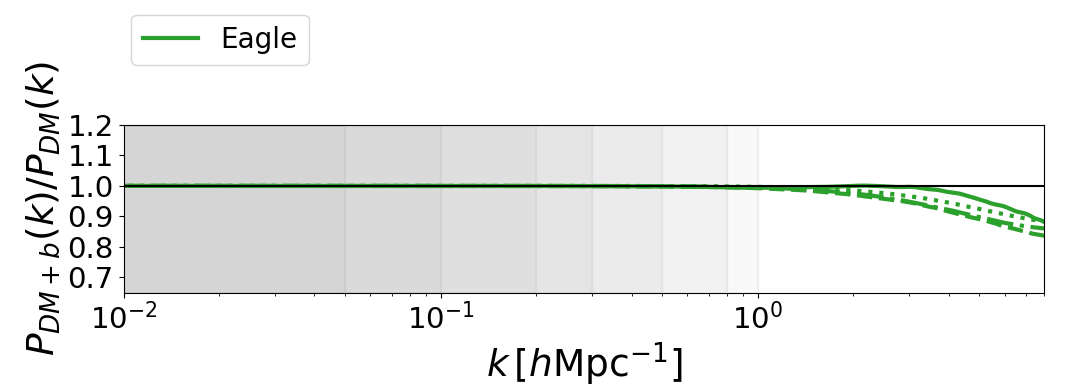 Eagle
P_{DM+b}(k)/P_{DM}(k)
1.2
1.1
1.0
0.9
0.8
0.7
10^{-2} 10^{-1} 10^{0}
k [hMpc^{-1}]